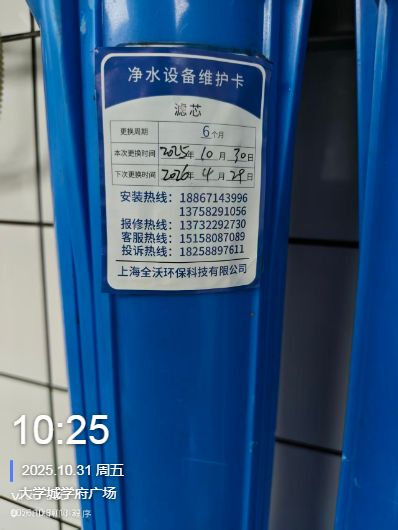 净水设备维护卡
滤芯
更换周期 6个月
本次更换时间 2025年 10月 30日
下次更换时间 2026年 4月 29日
安装热线：18867143996
13758291056
报修热线：13732292730
客服热线：15158087089
投诉热线：18258897611
上海全沃环保科技有限公司
10:25
2025.10.31 周五
大学城学府广场